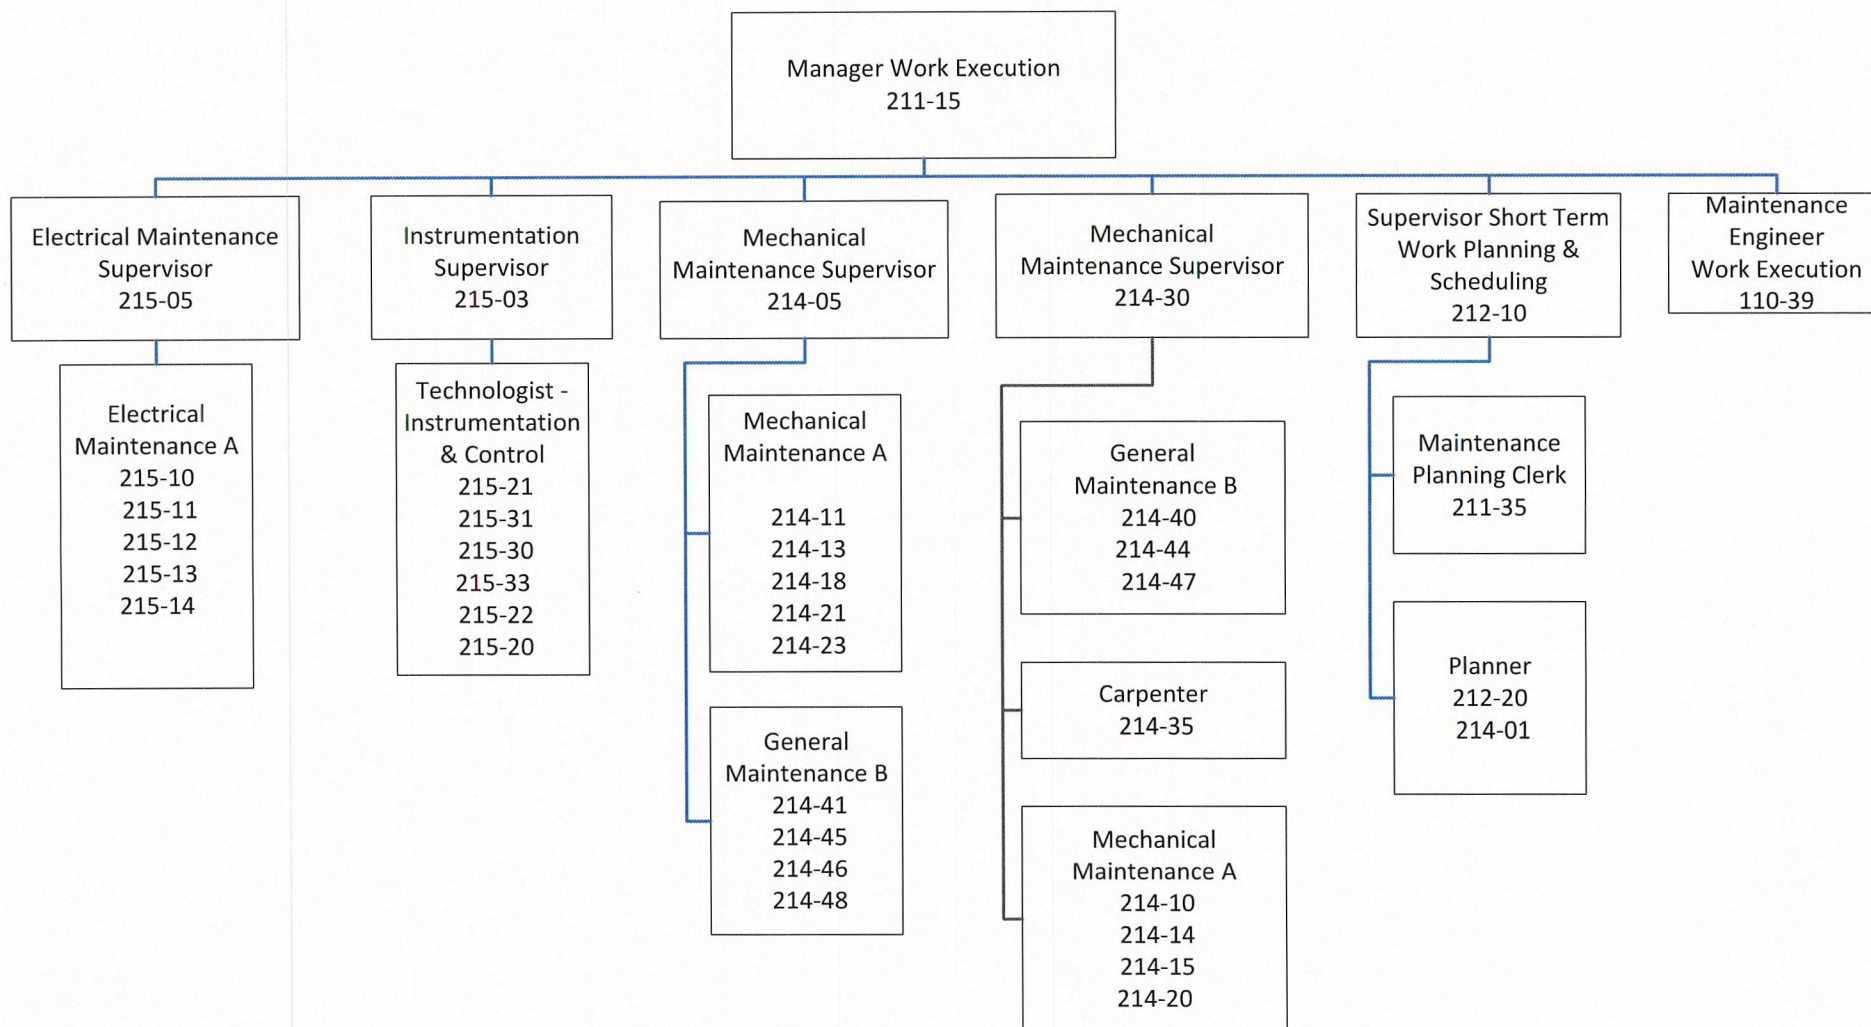 Manager Work Execution
211-15
Electrical Maintenance
Supervisor
215-05
Instrumentation
Supervisor
215-03
Mechanical
Maintenance Supervisor
214-05
Mechanical
Maintenance Supervisor
214-30
Supervisor Short Term
Work Planning &
Scheduling
212-10
Maintenance
Engineer
Work Execution
110-39
Electrical
Maintenance A
215-10
215-11
215-12
215-13
215-14
Technologist -
Instrumentation
& Control
215-21
215-31
215-30
215-33
215-22
215-20
Mechanical
Maintenance A
214-11
214-13
214-18
214-21
214-23
General
Maintenance B
214-41
214-45
214-46
214-48
General
Maintenance B
214-40
214-44
214-47
Carpenter
214-35
Mechanical
Maintenance A
214-10
214-14
214-15
214-20
Maintenance
Planning Clerk
211-35
Planner
212-20
214-01